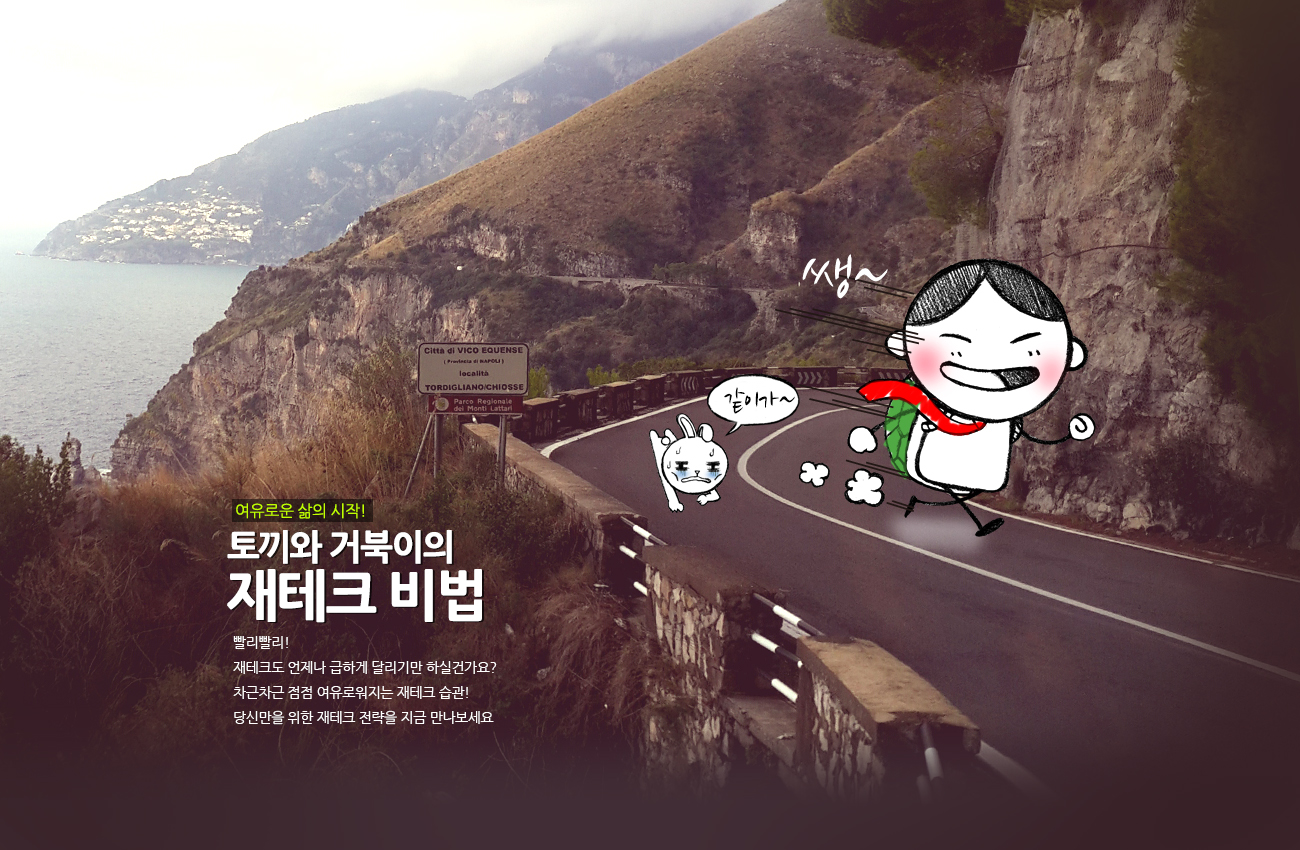 쌩~
Città di VICO EQUENSE
( Provincia di NAPOLI )
località
TORDIGLIANO/CHIOSSE
Parco Regionale
dei Monti Lattari
같이가~
여유로운 삶의 시작!
토끼와 거북이의
재테크 비법
빨리빨리!
재테크도 언제나 급하게 달리기만 하실건가요?
차근차근 점점 여유로워지는 재테크 습관!
당신만을 위한 재테크 전략을 지금 만나보세요